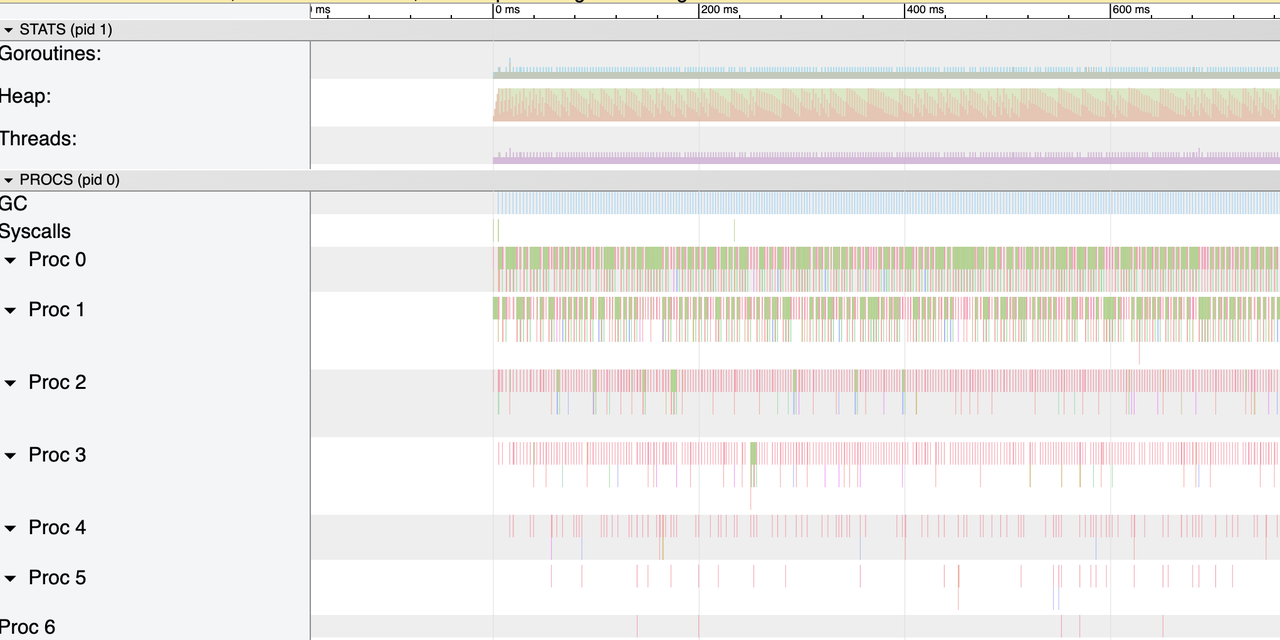 ms 0 ms 200 ms 400 ms 600 ms
STATS (pid 1)
Goroutines:
Heap:
Threads:
PROCS (pid 0)
GC
Syscalls
Proc 0
Proc 1
Proc 2
Proc 3
Proc 4
Proc 5
Proc 6